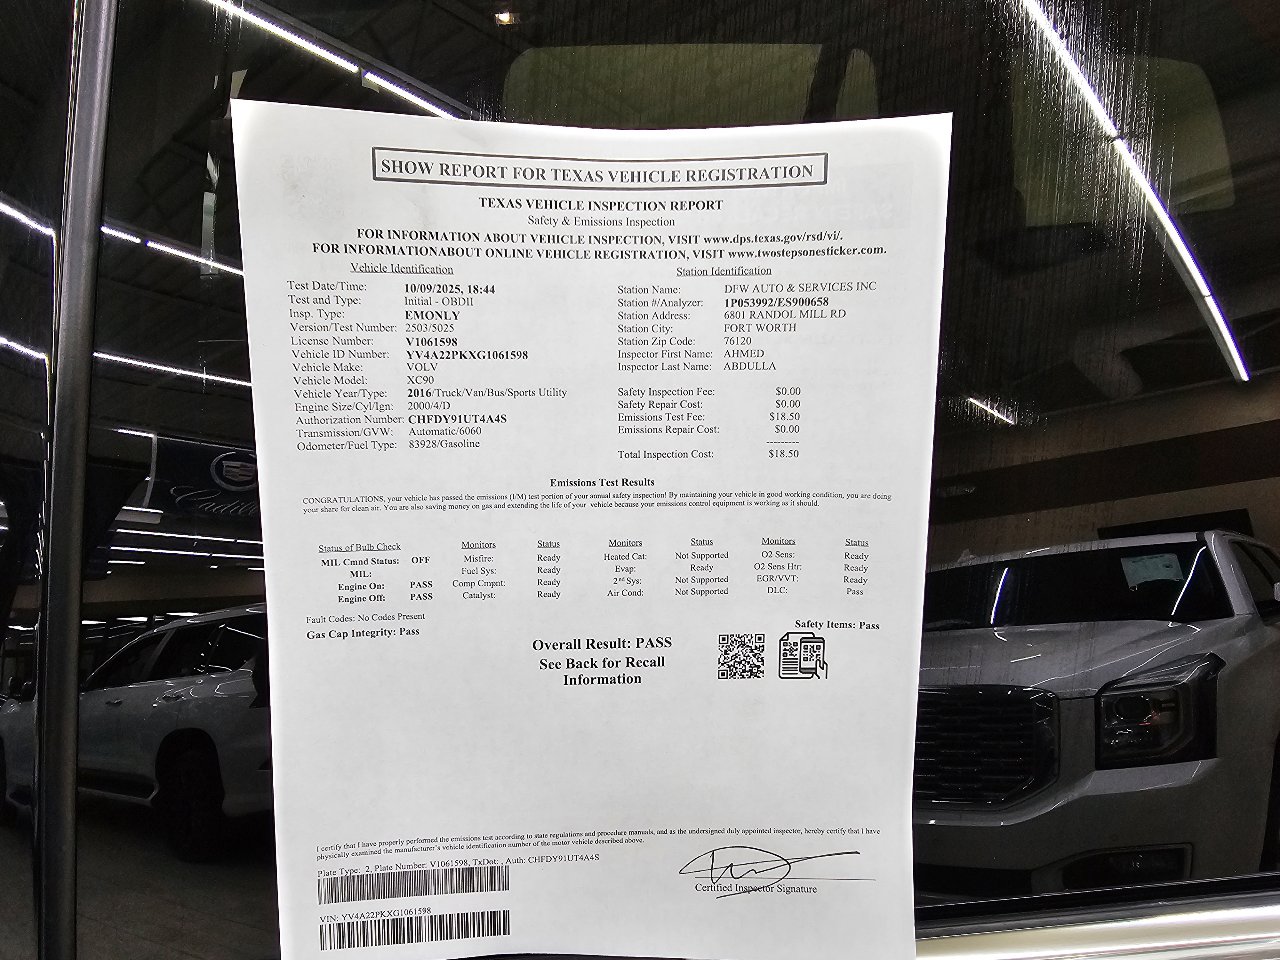 SHOW REPORT FOR TEXAS VEHICLE REGISTRATION
TEXAS VEHICLE INSPECTION REPORT
Safety & Emissions Inspection
FOR INFORMATION ABOUT VEHICLE INSPECTION, VISIT www.dps.texas.gov/rsd/vi/.
FOR INFORMATIONABOUT ONLINE VEHICLE REGISTRATION, VISIT www.twostepsonesticker.com.
Vehicle Identification
Test Date/Time: 10/09/2025, 18:44
Test and Type: Initial - OBDII
Insp. Type: EMONLY
Version/Test Number: 2503/5025
License Number: V1061598
Vehicle ID Number: YV4A22PKXG1061598
Vehicle Make: VOLV
Vehicle Model: XC90
Vehicle Year/Type: 2016/Truck/Van/Bus/Sports Utility
Engine Size/Cyl/Ign: 2000/4/D
Authorization Number: CHFDY91UT4A4S
Transmission/GVW: Automatic/6060
Odometer/Fuel Type: 83928/Gasoline
Station Identification
Station Name: DFW AUTO & SERVICES INC
Station #/Analyzer: 1P053992/ES900658
Station Address: 6801 RANDOL MILL RD
Station City: FORT WORTH
Station Zip Code: 76120
Inspector First Name: AHMED
Inspector Last Name: ABDULLA
Safety Inspection Fee: $0.00
Safety Repair Cost: $0.00
Emissions Test Fee: $18.50
Emissions Repair Cost: $0.00
---------
Total Inspection Cost: $18.50
Emissions Test Results
CONGRATULATIONS, your vehicle has passed the emissions (I/M) test portion of your annual safety inspection! By maintaining your vehicle in good working condition, you are doing
your share for clean air. You are also saving money on gas and extending the life of your vehicle because your emissions control equipment is working as it should.
Status of Bulb Check Monitors Status Monitors Status Monitors Status
MIL Cmnd Status: OFF Misfire: Ready Heated Cat: Not Supported O2 Sens: Ready
MIL: Fuel Sys: Ready Evap: Ready O2 Sens Htr: Ready
Engine On: PASS Comp Cmpnt: Ready 2nd Sys: Not Supported EGR/VVT: Ready
Engine Off: PASS Catalyst: Ready Air Cond: Not Supported DLC: Pass
Fault Codes: No Codes Present
Gas Cap Integrity: Pass
Safety Items: Pass
Overall Result: PASS
See Back for Recall
Information
I certify that I have properly performed the emissions test according to state regulations and procedure manuals, and as the undersigned duly appointed inspector, hereby certify that I have
physically examined the manufacturer's vehicle identification number of the motor vehicle described above.
Plate Type: 2, Plate Number: V1061598, TxDot: , Auth: CHFDY91UT4A4S
Certified Inspector Signature
VIN: YV4A22PKXG1061598
Cadillac